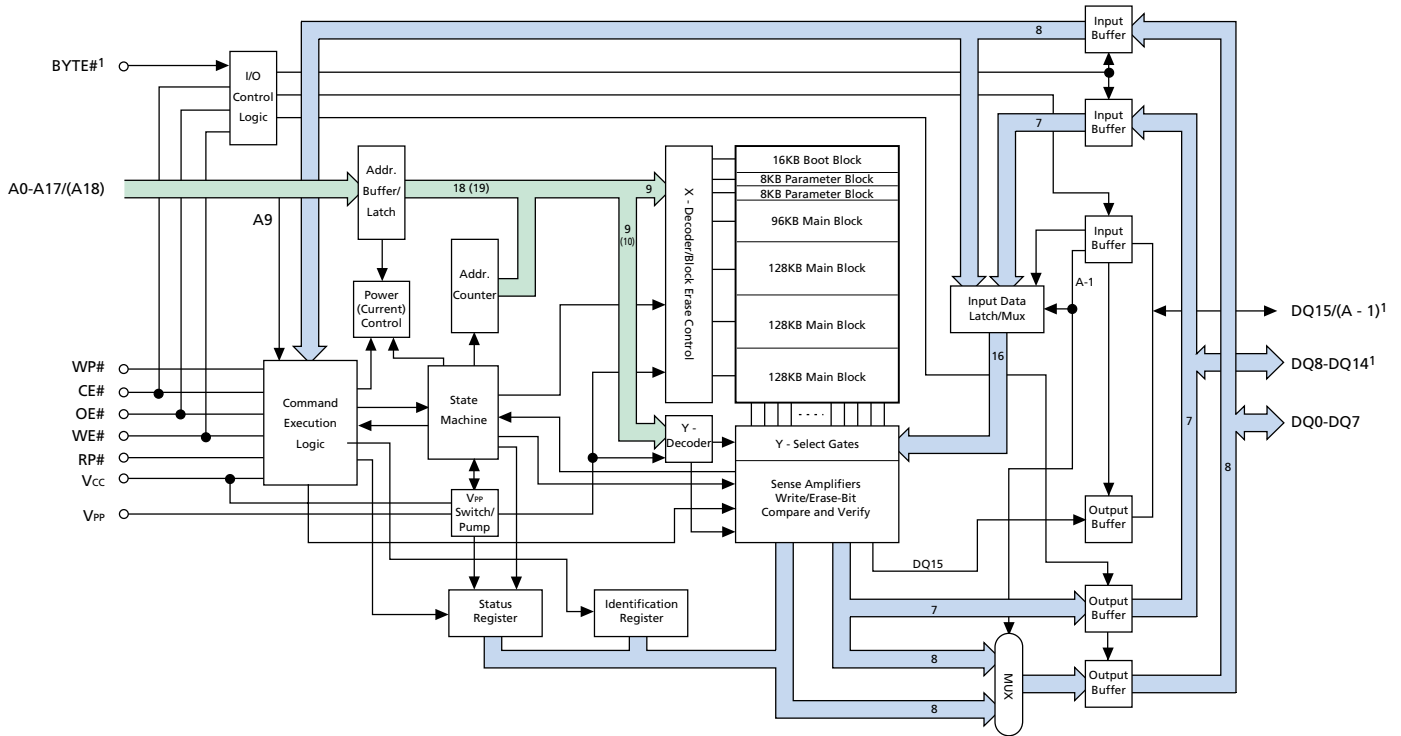 BYTE#1
I/O
Control
Logic
8
Input
Buffer
7
Input
Buffer
A0-A17/(A18)
Addr.
Buffer/
Latch
18 (19)
9
A9
9
(10)
X - Decoder/Block Erase Control
16KB Boot Block
8KB Parameter Block
8KB Parameter Block
96KB Main Block
128KB Main Block
128KB Main Block
128KB Main Block
Input
Buffer
A-1
Addr.
Counter
Power
(Current)
Control
Input Data
Latch/Mux
16
DQ15/(A - 1)1
DQ8-DQ141
DQ0-DQ7
WP#
CE#
OE#
WE#
RP#
VCC
VPP
Command
Execution
Logic
State
Machine
Y -
Decoder
Y - Select Gates
Sense Amplifiers
Write/Erase-Bit
Compare and Verify
VPP
Switch/
Pump
7
8
Output
Buffer
DQ15
Status
Register
Identification
Register
7
Output
Buffer
8
MUX
Output
Buffer
8